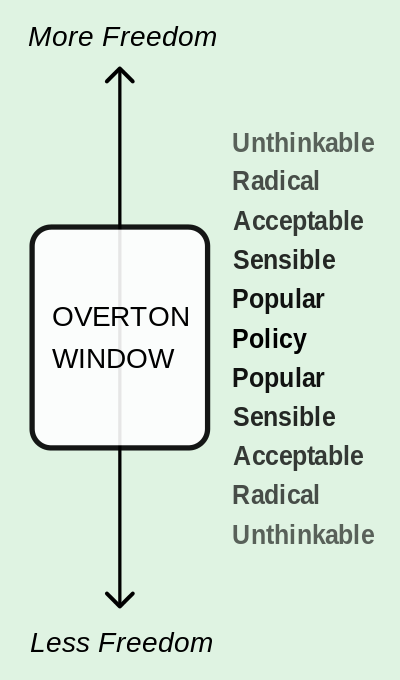 More Freedom
Unthinkable
Radical
Acceptable
Sensible
Popular
OVERTON
WINDOW
Policy
Popular
Sensible
Acceptable
Radical
Unthinkable
Less Freedom